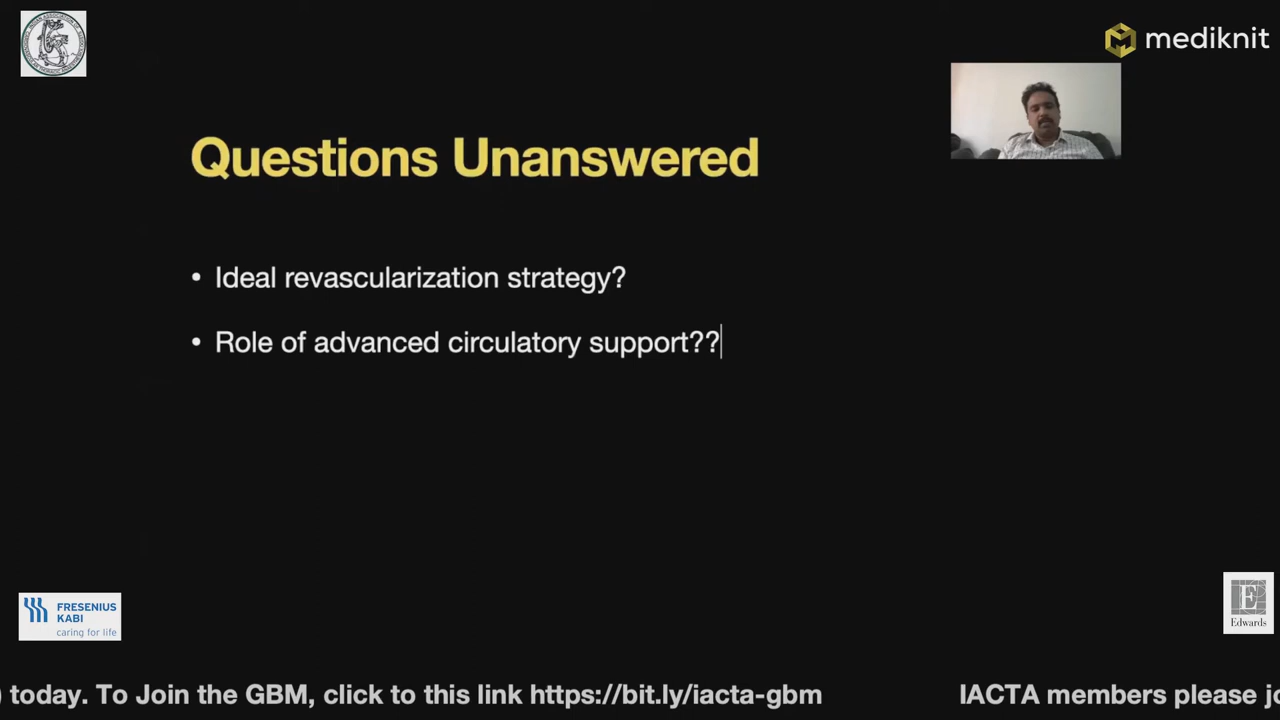 mediknit
Questions Unanswered
• Ideal revascularization strategy?
• Role of advanced circulatory support??
FRESENIUS
KABI
caring for life
E
Edwards
) today. To Join the GBM, click to this link https://bit.ly/iacta-gbm IACTA members please jo